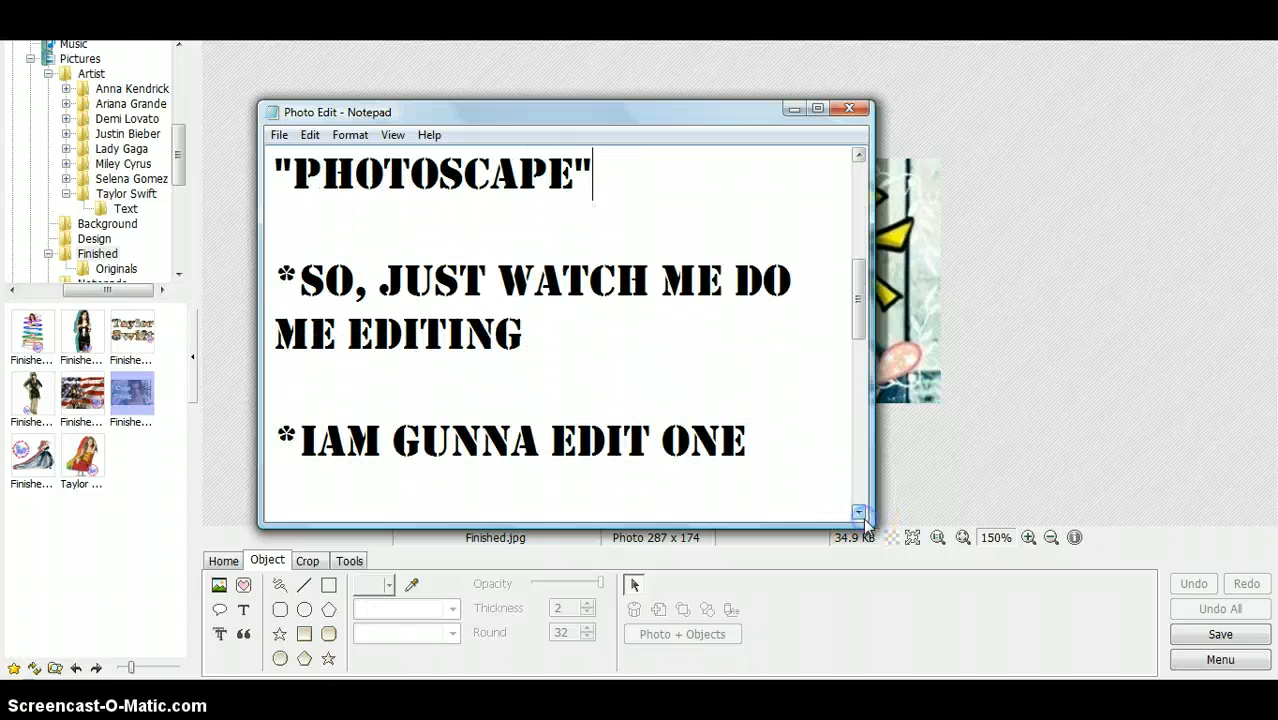 Music
Pictures
Artist
Anna Kendrick
Ariana Grande
Demi Lovato
Justin Bieber
Lady Gaga
Miley Cyrus
Selena Gomez
Taylor Swift
Text
Background
Design
Finished
Originals
Taylor Swift
Finishe...
Finishe...
Finishe...
Finishe...
Finishe...
Finishe...
Finishe...
Taylor ...
Photo Edit - Notepad
File Edit Format View Help
"PHOTOSCAPE"
*SO, JUST WATCH ME DO
ME EDITING
*IAM GUNNA EDIT ONE
Finished.jpg
Photo 287 x 174
34.9 KB
150%
Home Object Crop Tools
Opacity
Thickness 2
Round 32
Photo + Objects
Undo Redo
Undo All
Save
Menu
Screencast-O-Matic.com